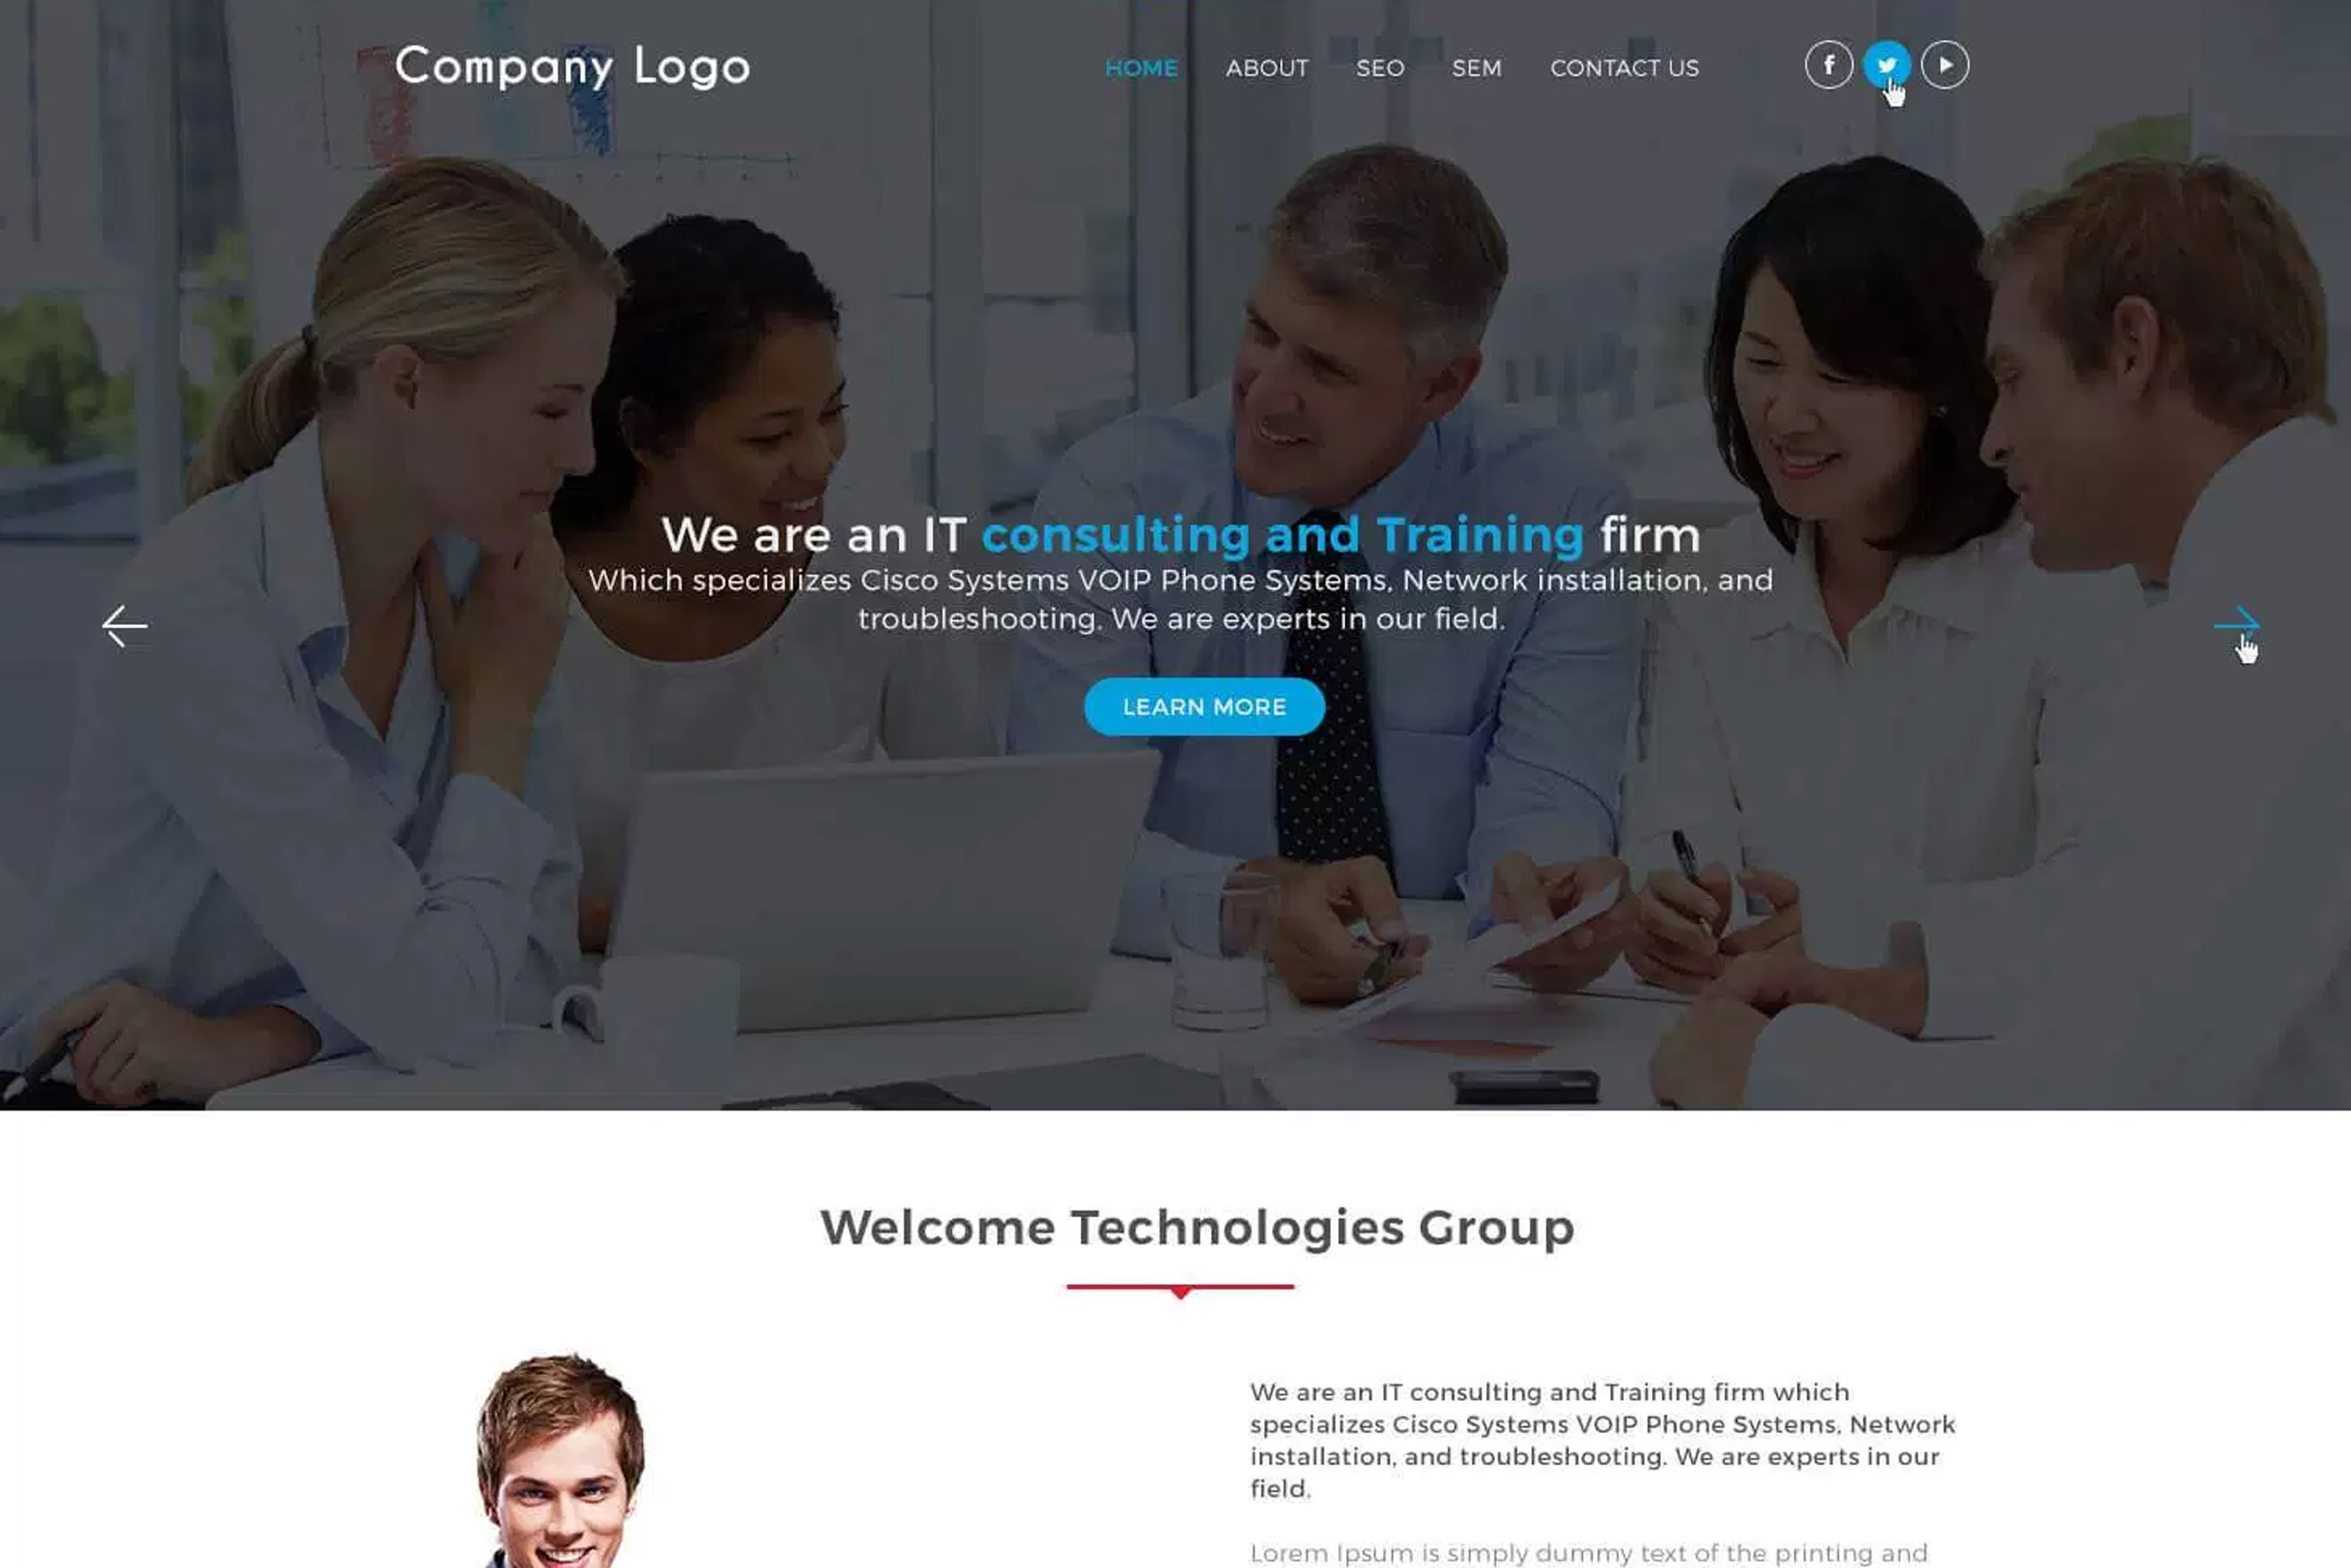 Company Logo
HOME ABOUT SEO SEM CONTACT US
We are an IT consulting and Training firm
Which specializes Cisco Systems VOIP Phone Systems, Network installation, and
troubleshooting. We are experts in our field.
LEARN MORE
Welcome Technologies Group
We are an IT consulting and Training firm which
specializes Cisco Systems VOIP Phone Systems, Network
installation, and troubleshooting. We are experts in our
field.
Lorem Ipsum is simply dummy text of the printing and